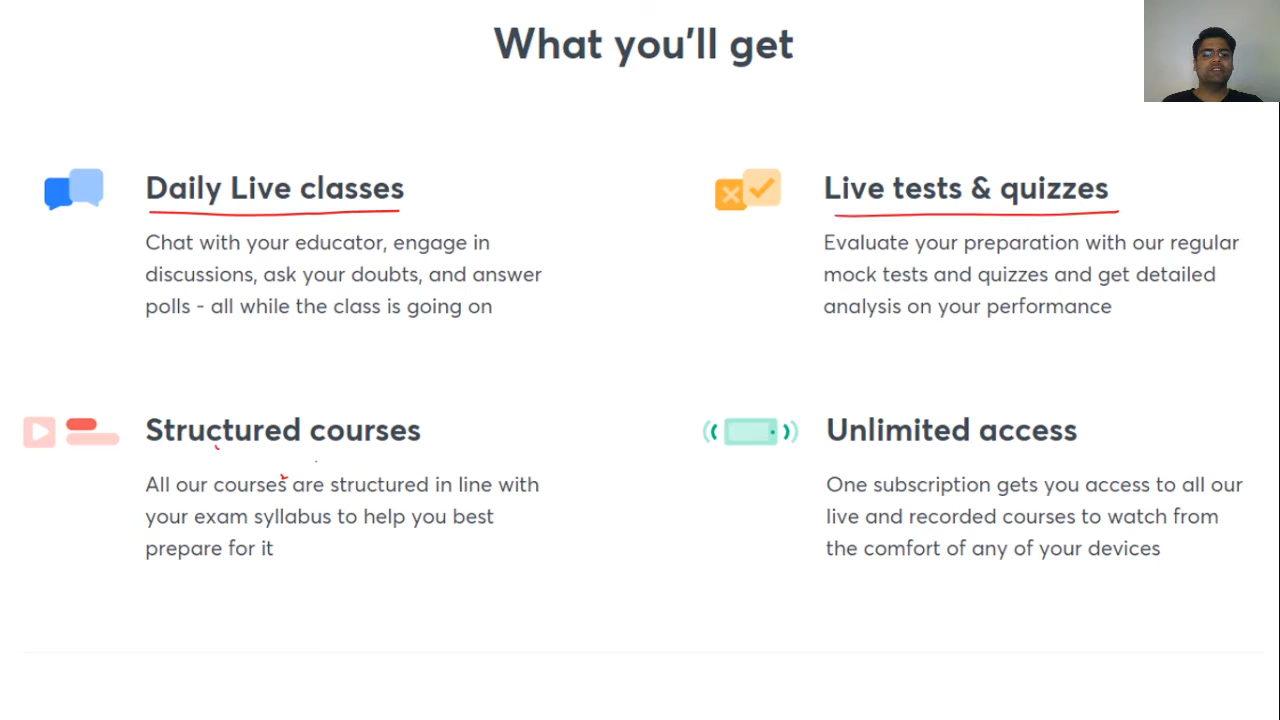 What you'll get
Daily Live classes
Chat with your educator, engage in
discussions, ask your doubts, and answer
polls - all while the class is going on
Live tests & quizzes
Evaluate your preparation with our regular
mock tests and quizzes and get detailed
analysis on your performance
Structured courses
All our courses are structured in line with
your exam syllabus to help you best
prepare for it
Unlimited access
One subscription gets you access to all our
live and recorded courses to watch from
the comfort of any of your devices